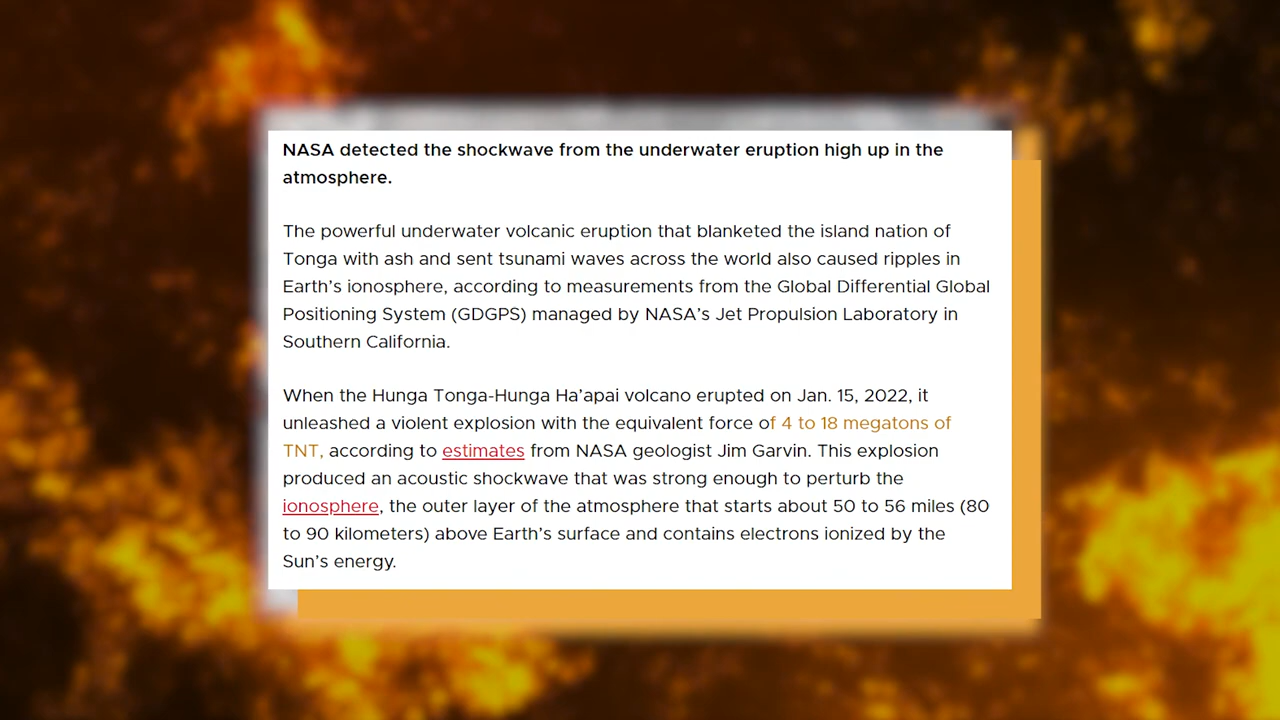 NASA detected the shockwave from the underwater eruption high up in the
atmosphere.
The powerful underwater volcanic eruption that blanketed the island nation of
Tonga with ash and sent tsunami waves across the world also caused ripples in
Earth’s ionosphere, according to measurements from the Global Differential Global
Positioning System (GDGPS) managed by NASA’s Jet Propulsion Laboratory in
Southern California.
When the Hunga Tonga-Hunga Ha’apai volcano erupted on Jan. 15, 2022, it
unleashed a violent explosion with the equivalent force of 4 to 18 megatons of
TNT, according to estimates from NASA geologist Jim Garvin. This explosion
produced an acoustic shockwave that was strong enough to perturb the
ionosphere, the outer layer of the atmosphere that starts about 50 to 56 miles (80
to 90 kilometers) above Earth’s surface and contains electrons ionized by the
Sun’s energy.